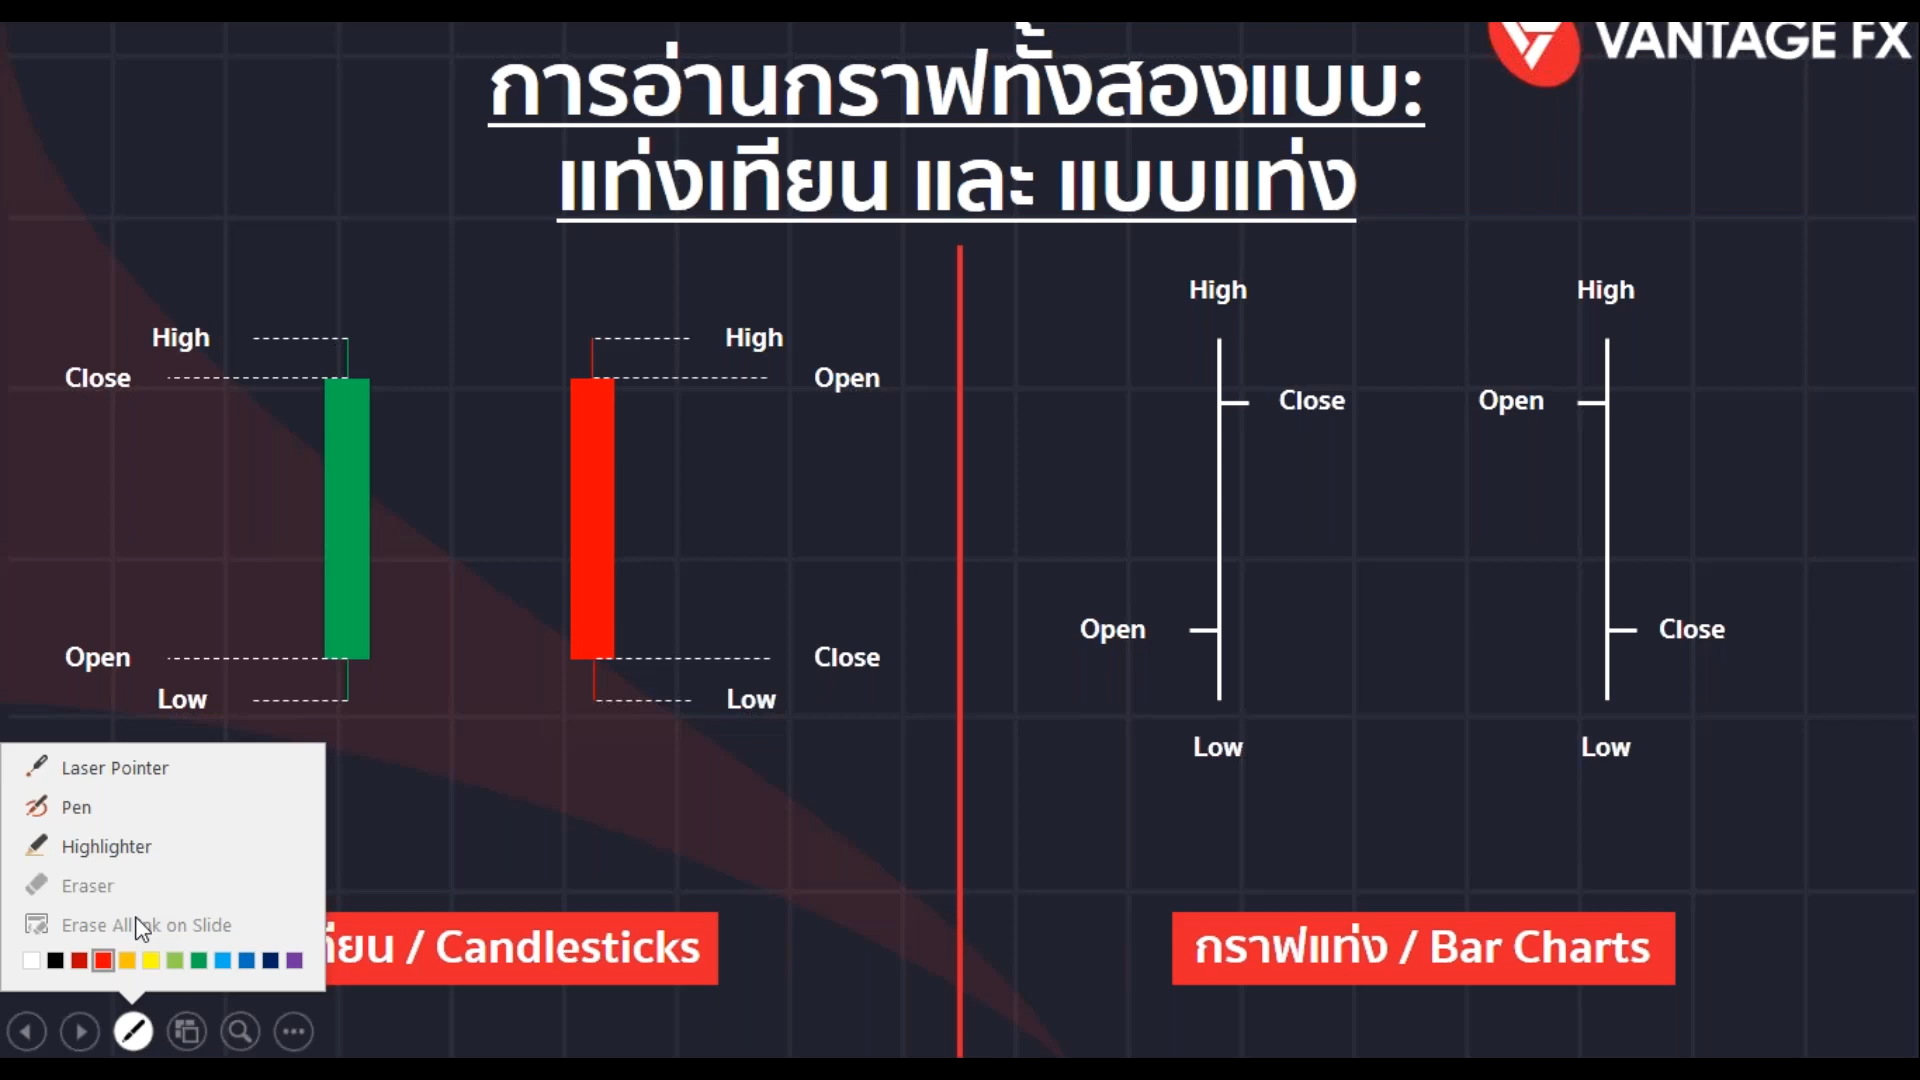 VANTAGE FX
การอ่านกราฟทั้งสองแบบ:
แท่งเทียน และ แบบแท่ง
High
Close
Open
Low
High
Open
Close
Low
High
Close
Open
Low
High
Open
Close
Low
Laser Pointer
Pen
Highlighter
Eraser
Erase All Ink on Slide
/ Candlesticks
กราฟแท่ง / Bar Charts